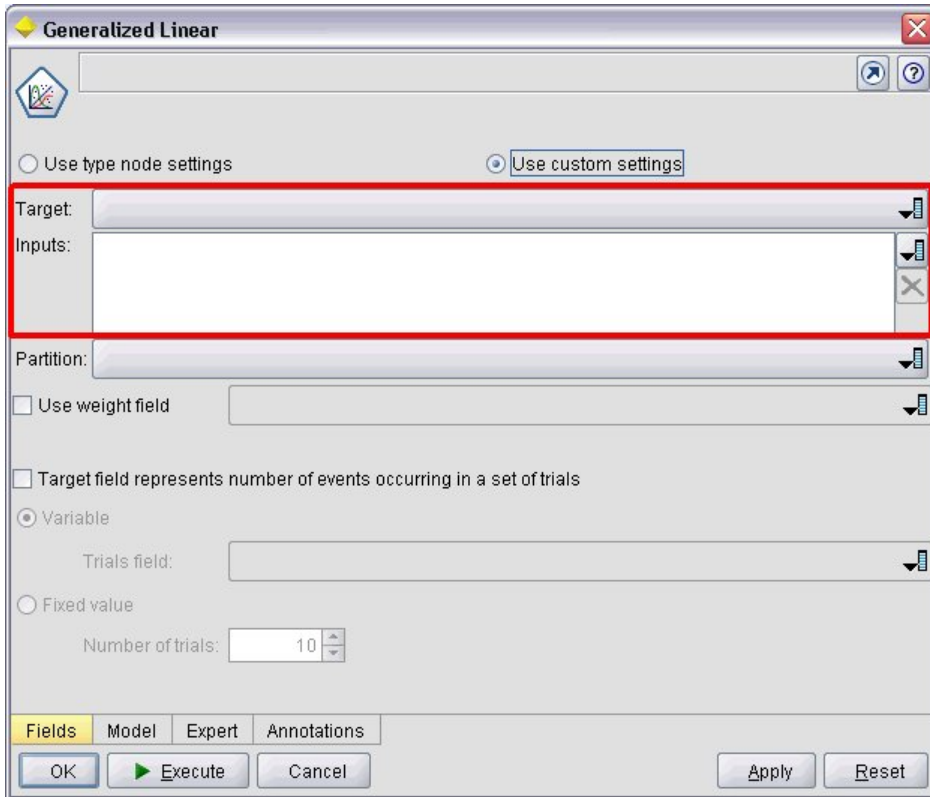 Generalized Linear
Use type node settings
Use custom settings
Target:
Inputs:
Partition:
Use weight field
Target field represents number of events occurring in a set of trials
Variable
Trials field:
Fixed value
Number of trials: 10
Fields Model Expert Annotations
OK Execute Cancel Apply Reset